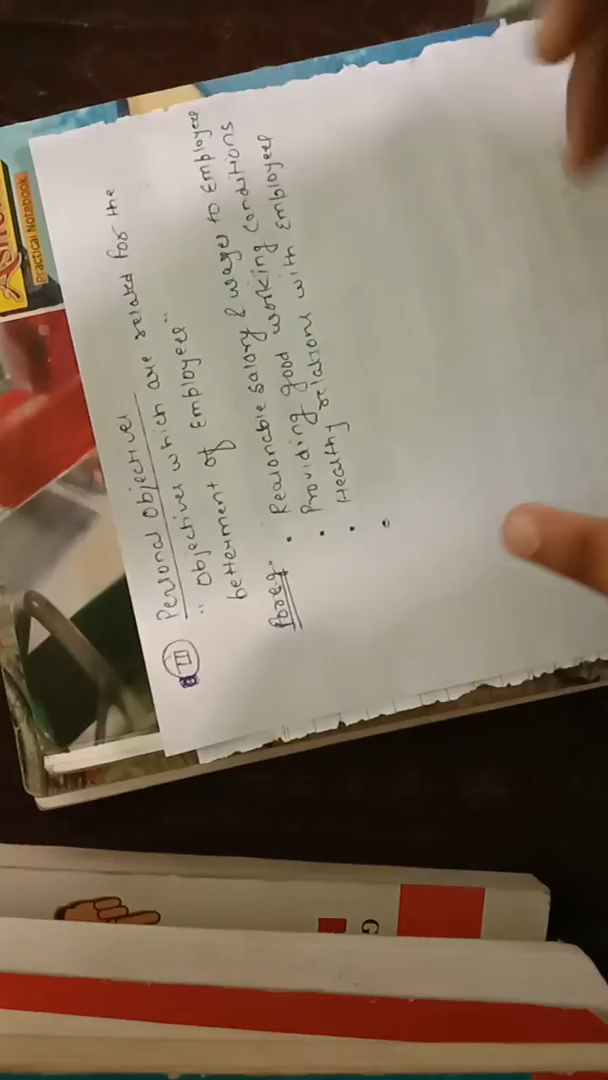 Practical Notebook
III Personal Objectives
" Objectives which are related for the
betterment of Employees "
For e.g. • Reasonable salary & wages to Employees
• Providing good working conditions
• Healthy relations with Employees
•
G